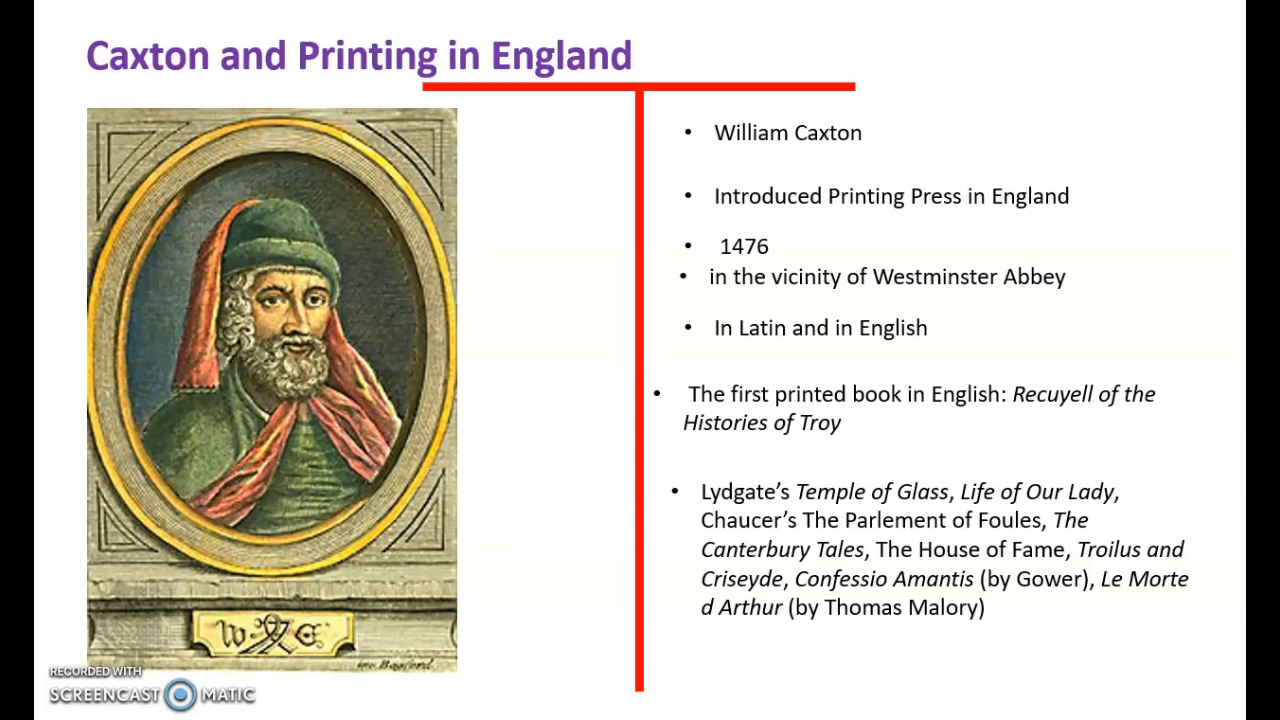 Caxton and Printing in England
• William Caxton
• Introduced Printing Press in England
• 1476
• in the vicinity of Westminster Abbey
• In Latin and in English
• The first printed book in English: Recuyell of the
Histories of Troy
• Lydgate's Temple of Glass, Life of Our Lady,
Chaucer's The Parlement of Foules, The
Canterbury Tales, The House of Fame, Troilus and
Criseyde, Confessio Amantis (by Gower), Le Morte
d Arthur (by Thomas Malory)
W C
RECORDED WITH
SCREENCAST MATIC